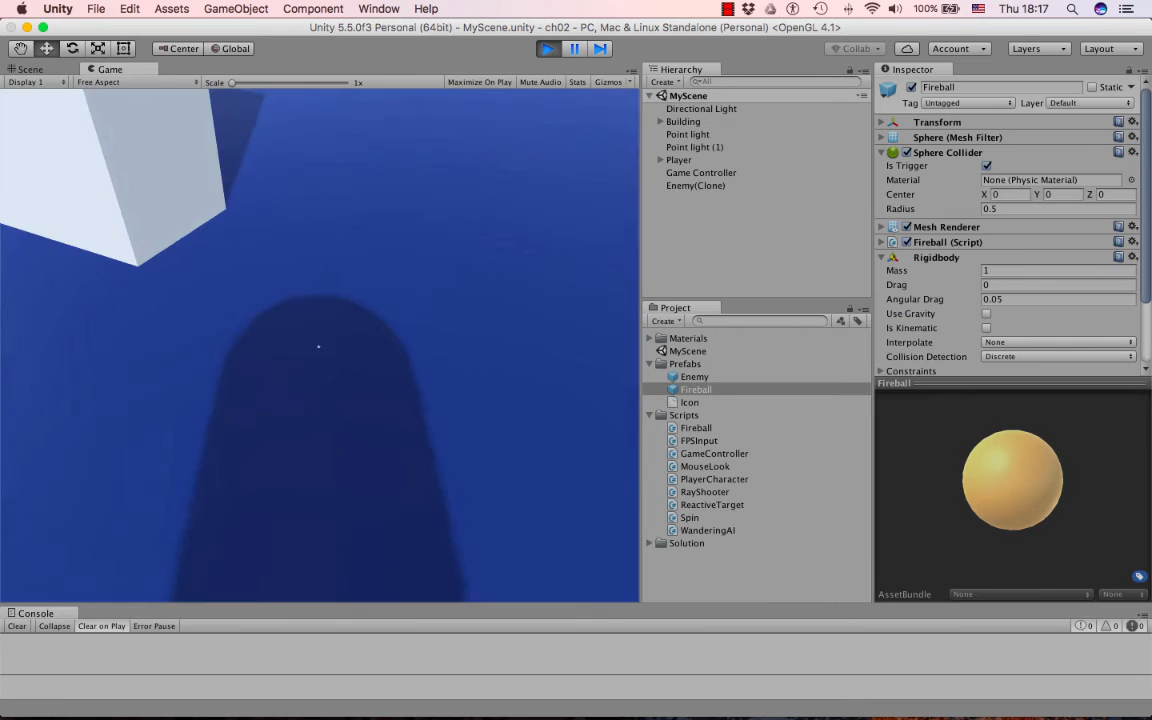 Unity File Edit Assets GameObject Component Window Help 100% Thu 18:17
Unity 5.5.0f3 Personal (64bit) - MyScene.unity - ch02 - PC, Mac & Linux Standalone (Personal) <OpenGL 4.1>
Center Global Collab Account Layers Layout
Scene Game
Display 1 Free Aspect Scale 1x Maximize On Play Mute Audio Stats Gizmos
Hierarchy
Create All
MyScene
Directional Light
Building
Point light
Point light (1)
Player
Game Controller
Enemy(Clone)
Project
Create
Materials
MyScene
Prefabs
Enemy
Fireball
Icon
Scripts
Fireball
FPSInput
GameController
MouseLook
PlayerCharacter
RayShooter
ReactiveTarget
Spin
WanderingAI
Solution
Inspector
Fireball Static
Tag Untagged Layer Default
Transform
Sphere (Mesh Filter)
Sphere Collider
Is Trigger
Material None (Physic Material)
Center X 0 Y 0 Z 0
Radius 0.5
Mesh Renderer
Fireball (Script)
Rigidbody
Mass 1
Drag 0
Angular Drag 0.05
Use Gravity
Is Kinematic
Interpolate None
Collision Detection Discrete
Constraints
Fireball
AssetBundle None None
Console
Clear Collapse Clear on Play Error Pause 0 0 0